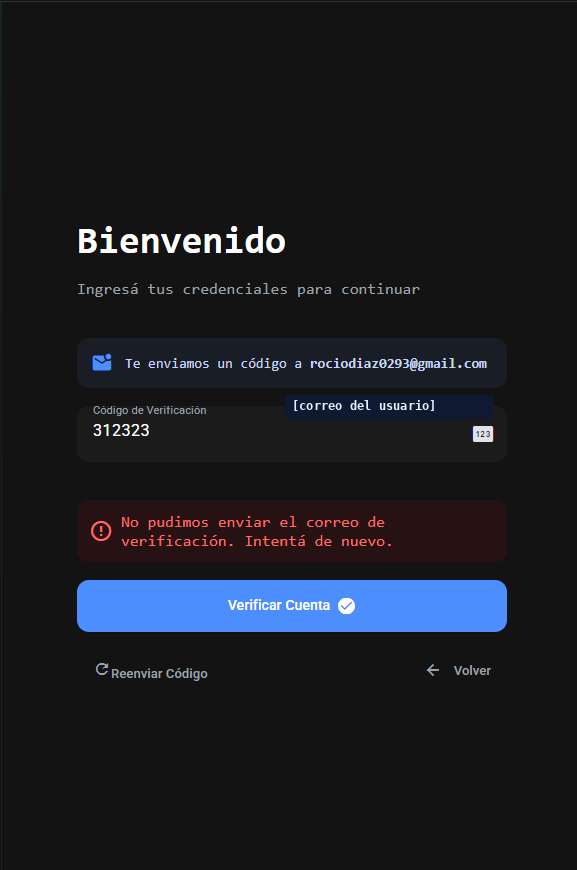 Bienvenido
Ingresá tus credenciales para continuar
Te enviamos un código a rociodiaz0293@gmail.com
[correo del usuario]
Código de Verificación
312323
123
No pudimos enviar el correo de
verificación. Intentá de nuevo.
Verificar Cuenta
Reenviar Código
Volver